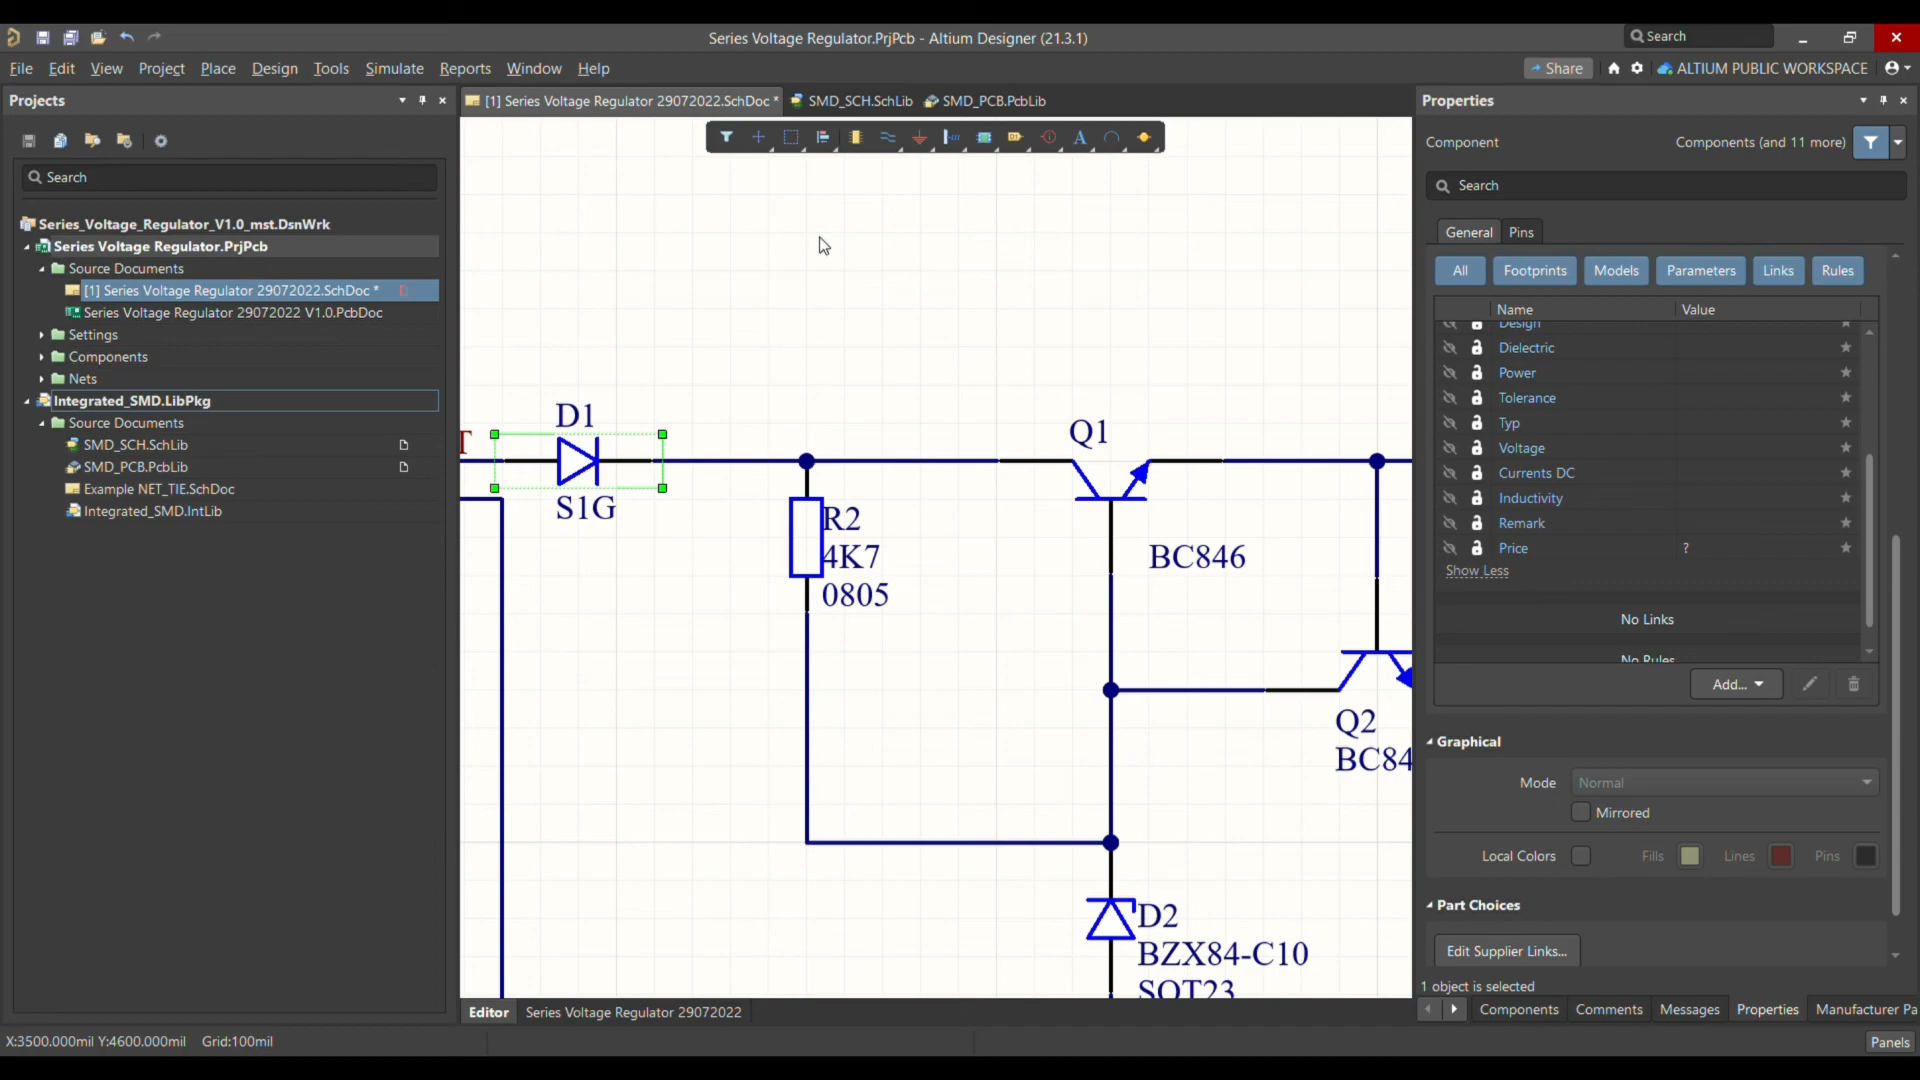 Series Voltage Regulator.PrjPcb - Altium Designer (21.3.1)
Search
File Edit View Project Place Design Tools Simulate Reports Window Help
Share
ALTIUM PUBLIC WORKSPACE
Projects
[1] Series Voltage Regulator 29072022.SchDoc *
SMD_SCH.SchLib
SMD_PCB.PcbLib
Properties
Component
Components (and 11 more)
Search
Search
Series_Voltage_Regulator_V1.0_mst.DsnWrk
Series Voltage Regulator.PrjPcb
Source Documents
[1] Series Voltage Regulator 29072022.SchDoc *
Series Voltage Regulator 29072022 V1.0.PcbDoc
Settings
Components
Nets
Integrated_SMD.LibPkg
Source Documents
SMD_SCH.SchLib
SMD_PCB.PcbLib
Example NET_TIE.SchDoc
Integrated_SMD.IntLib
T
D1
S1G
R2
4K7
0805
Q1
BC846
Q2
BC84
D2
BZX84-C10
SOT23
General Pins
All Footprints Models Parameters Links Rules
Name Value
Design
Dielectric
Power
Tolerance
Typ
Voltage
Currents DC
Inductivity
Remark
Price ?
Show Less
No Links
No Rules
Add...
Graphical
Mode Normal
Mirrored
Local Colors Fills Lines Pins
Part Choices
Edit Supplier Links...
1 object is selected
Editor Series Voltage Regulator 29072022
Components Comments Messages Properties Manufacturer Pa
X:3500.000mil Y:4600.000mil Grid:100mil
Panels